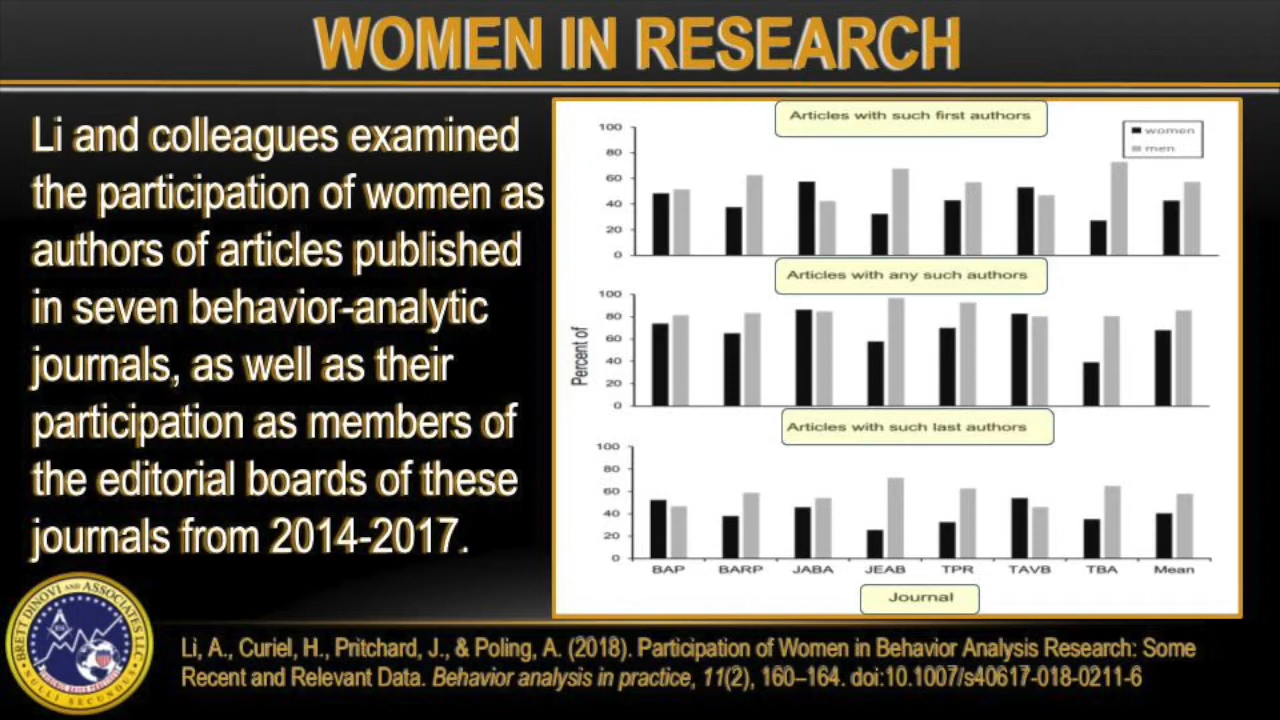 WOMEN IN RESEARCH
Li and colleagues examined
the participation of women as
authors of articles published
in seven behavior-analytic
journals, as well as their
participation as members of
the editorial boards of these
journals from 2014-2017.
Articles with such first authors
women
men
100
80
60
40
20
0
Articles with any such authors
100
80
60
40
20
0
Percent of
Articles with such last authors
100
80
60
40
20
0
BAP BARP JABA JEAB TPR TAVB TBA Mean
Journal
BRETT DINOVI AND ASSOCIATES LLC
NULLI SECUNDUS
Li, A., Curiel, H., Pritchard, J., & Poling, A. (2018). Participation of Women in Behavior Analysis Research: Some
Recent and Relevant Data. Behavior analysis in practice, 11(2), 160–164. doi:10.1007/s40617-018-0211-6